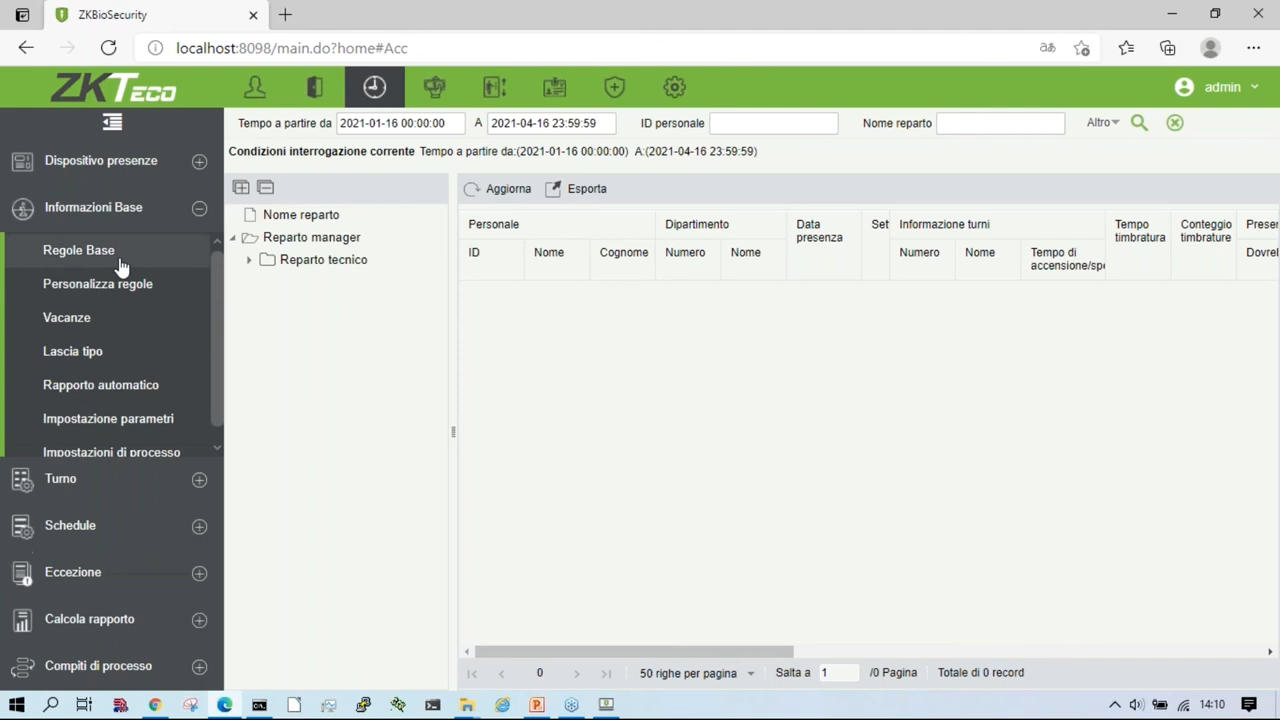 ZKBioSecurity
localhost:8098/main.do?home#Acc
ZKTECO
admin
Tempo a partire da 2021-01-16 00:00:00 A 2021-04-16 23:59:59 ID personale Nome reparto Altro
Condizioni interrogazione corrente Tempo a partire da:(2021-01-16 00:00:00) A:(2021-04-16 23:59:59)
Dispositivo presenze
Informazioni Base
Regole Base
Personalizza regole
Vacanze
Lascia tipo
Rapporto automatico
Impostazione parametri
Impostazioni di processo
Turno
Schedule
Eccezione
Calcola rapporto
Compiti di processo
Nome reparto
Reparto manager
Reparto tecnico
Aggiorna Esporta
Personale Dipartimento Data presenza Set Informazione turni Tempo timbratura Conteggio timbrature Preser
ID Nome Cognome Numero Nome Numero Nome Tempo di accensione/spe Dovrel
0 50 righe per pagina Salta a 1 /0 Pagina Totale di 0 record
14:10